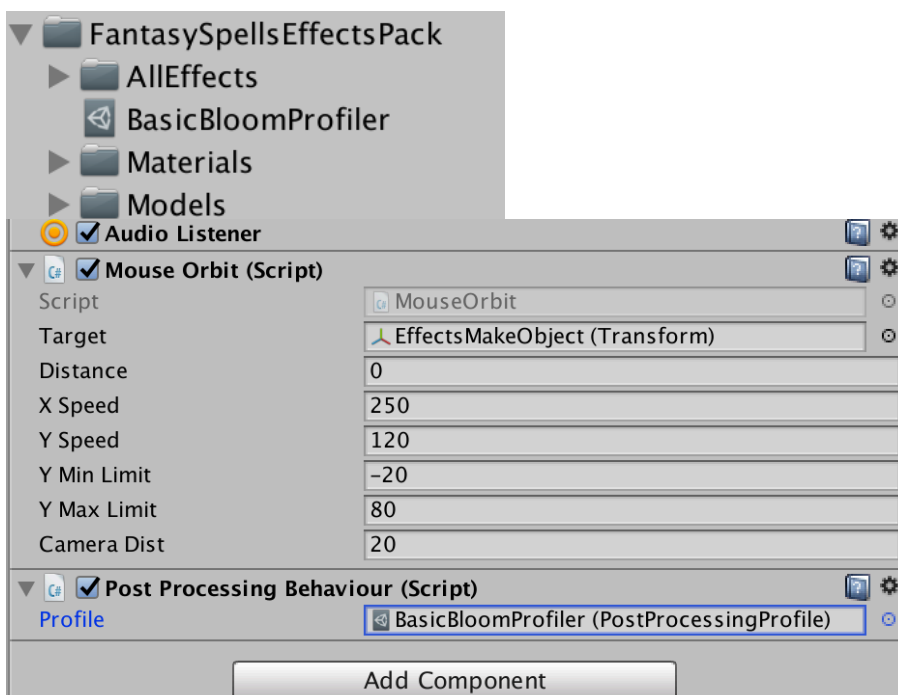 FantasySpellsEffectsPack
AllEffects
BasicBloomProfiler
Materials
Models
Audio Listener
C# Mouse Orbit (Script)
Script C# MouseOrbit
Target EffectsMakeObject (Transform)
Distance 0
X Speed 250
Y Speed 120
Y Min Limit -20
Y Max Limit 80
Camera Dist 20
C# Post Processing Behaviour (Script)
Profile BasicBloomProfiler (PostProcessingProfile)
Add Component